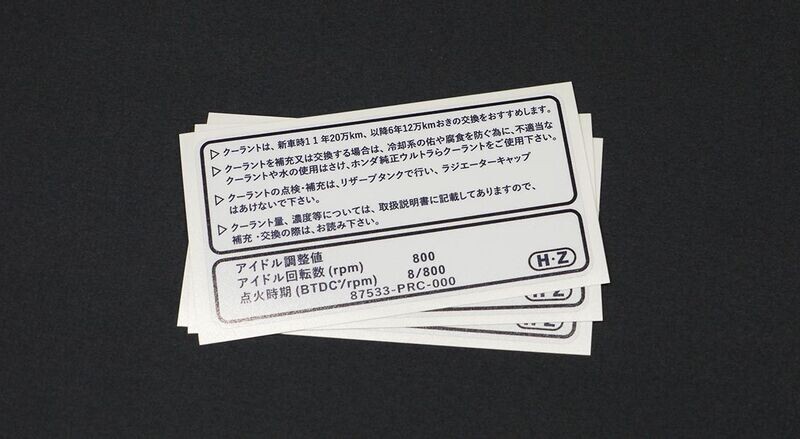 ▷ クーラントは、新車時11年20万km、以降6年12万kmおきの交換をおすすめします。
▷ クーラントを補充又は交換する場合は、冷却系の佑や腐食を防ぐ為に、不適当な
クーラントや水の使用はさけ、ホンダ純正ウルトラらクーラントをご使用下さい。
▷ クーラントの点検・補充は、リザーブタンクで行い、ラジエーターキャップ
はあけないで下さい。
▷ クーラント量、濃度等については、取扱説明書に記載してありますので、
補充・交換の際は、お読み下さい。
アイドル調整値
アイドル回転数(rpm) 800
点火時期(BTDC°/rpm) 8/800
87533-PRC-000
H·Z
H·Z
H·Z